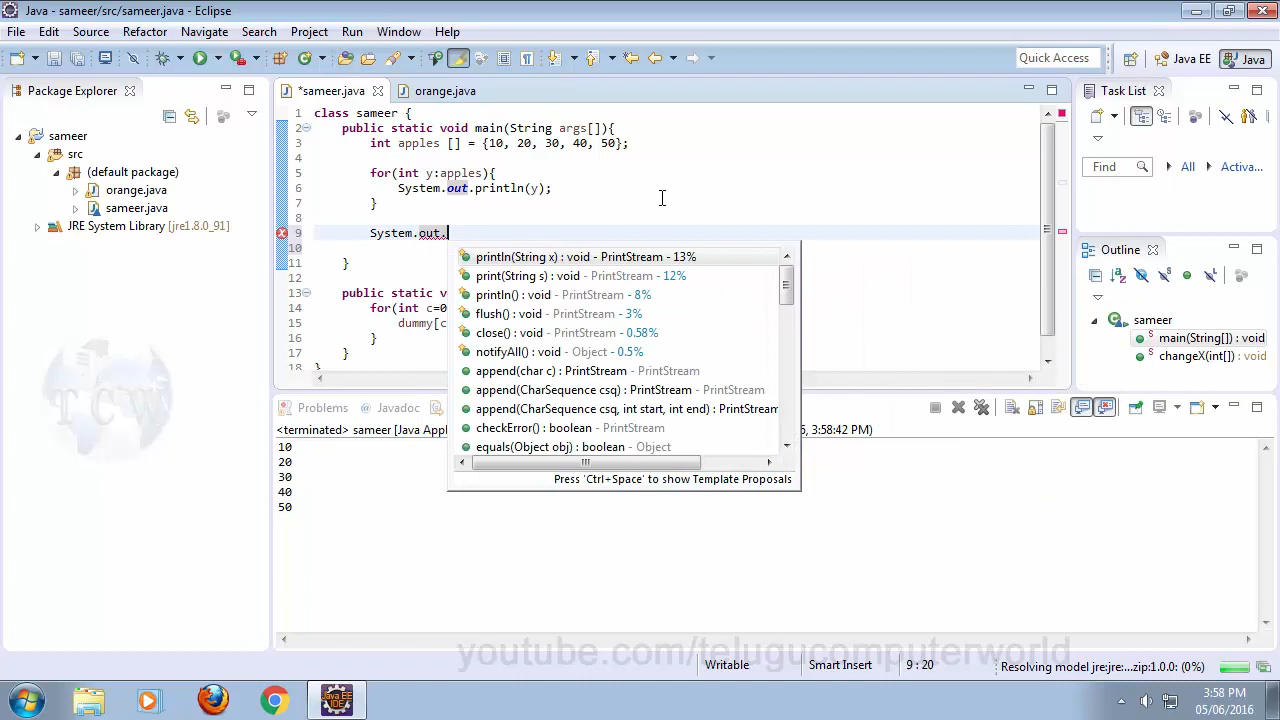 Java - sameer/src/sameer.java - Eclipse
File Edit Source Refactor Navigate Search Project Run Window Help
Quick Access
Java EE
Java
Package Explorer
sameer
src
(default package)
orange.java
sameer.java
JRE System Library [jre1.8.0_91]
*sameer.java
orange.java
1 class sameer {
2 public static void main(String args[]){
3 int apples [] = {10, 20, 30, 40, 50};
4
5 for(int y:apples){
6 System.out.println(y);
7 }
8
9 System.out.
10
11 }
12
13 public static v
14 for(int c=0
15 dummy[c
16 }
17 }
18 }
println(String x) : void - PrintStream - 13%
print(String s) : void - PrintStream - 12%
println() : void - PrintStream - 8%
flush() : void - PrintStream - 3%
close() : void - PrintStream - 0.58%
notifyAll() : void - Object - 0.5%
append(char c) : PrintStream - PrintStream
append(CharSequence csq) : PrintStream - PrintStream
append(CharSequence csq, int start, int end) : PrintStream
checkError() : boolean - PrintStream
equals(Object obj) : boolean - Object
Press 'Ctrl+Space' to show Template Proposals
Task List
Find All Activa...
Outline
sameer
main(String[]) : void
changeX(int[]) : void
TCW
Problems @ Javadoc
<terminated> sameer [Java Appl
6, 3:58:42 PM)
10
20
30
40
50
youtube.com/telugucomputerworld
Writable Smart Insert 9 : 20 Resolving model jre:jre:...zip:1.0.0: (0%)
Java EE
IDE
3:58 PM
05/06/2016